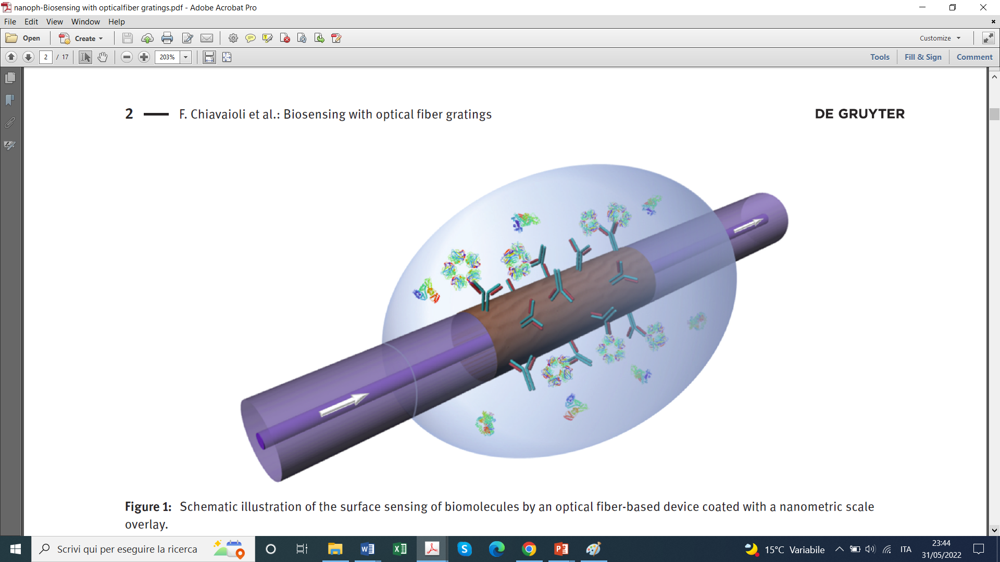 nanoph-Biosensing with opticalfiber gratings.pdf - Adobe Acrobat Pro
File Edit View Window Help
Open Create Customize
2 / 17 203% Tools Fill & Sign Comment
2 — F. Chiavaioli et al.: Biosensing with optical fiber gratings DE GRUYTER
Figure 1: Schematic illustration of the surface sensing of biomolecules by an optical fiber-based device coated with a nanometric scale
overlay.
Scrivi qui per eseguire la ricerca 15°C Variabile ITA 23:44
31/05/2022